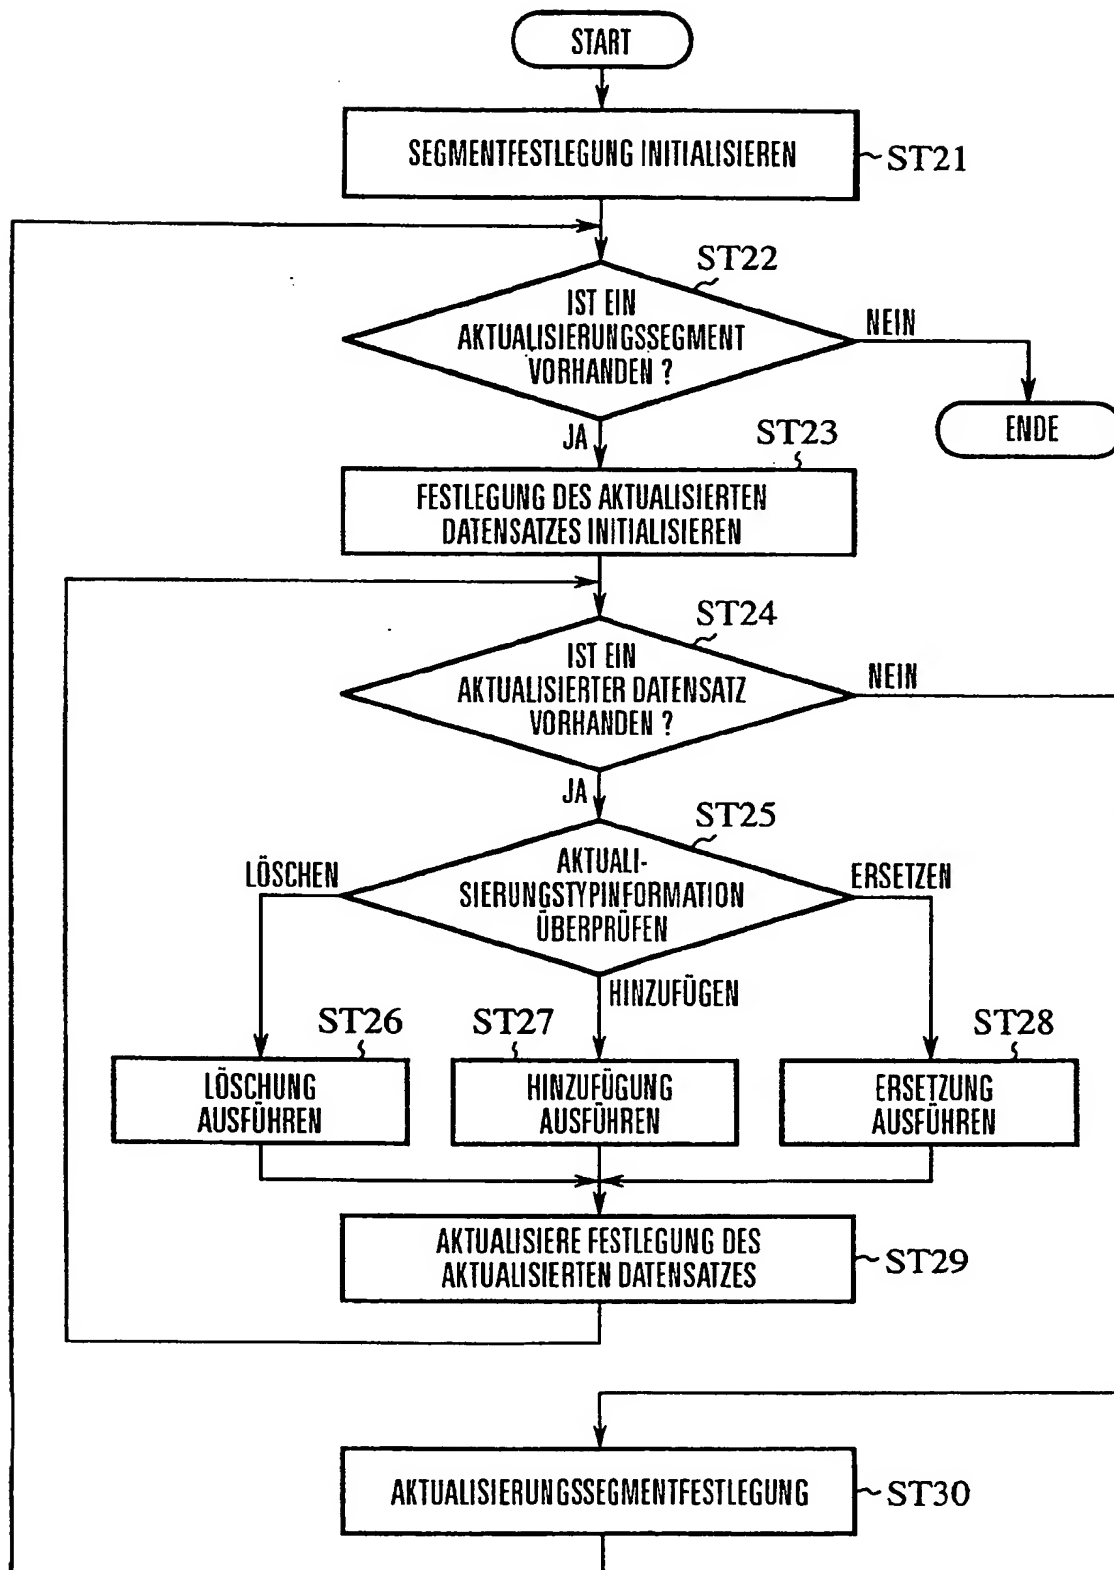 START
SEGMENTFESTLEGUNG INITIALISIEREN
ST21
ST22
IST EIN
AKTUALISIERUNGSSEGMENT
VORHANDEN ?
NEIN
ENDE
JA
ST23
FESTLEGUNG DES AKTUALISIERTEN
DATENSATZES INITIALISIEREN
ST24
IST EIN
AKTUALISIERTER DATENSATZ
VORHANDEN ?
NEIN
JA
ST25
AKTUALI-
SIERUNGSTYPINFORMATION
ÜBERPRÜFEN
LÖSCHEN
ERSETZEN
HINZUFÜGEN
ST26
ST27
ST28
LÖSCHUNG
AUSFÜHREN
HINZUFÜGUNG
AUSFÜHREN
ERSETZUNG
AUSFÜHREN
AKTUALISIERE FESTLEGUNG DES
AKTUALISIERTEN DATENSATZES
ST29
AKTUALISIERUNGSSEGMENTFESTLEGUNG
ST30